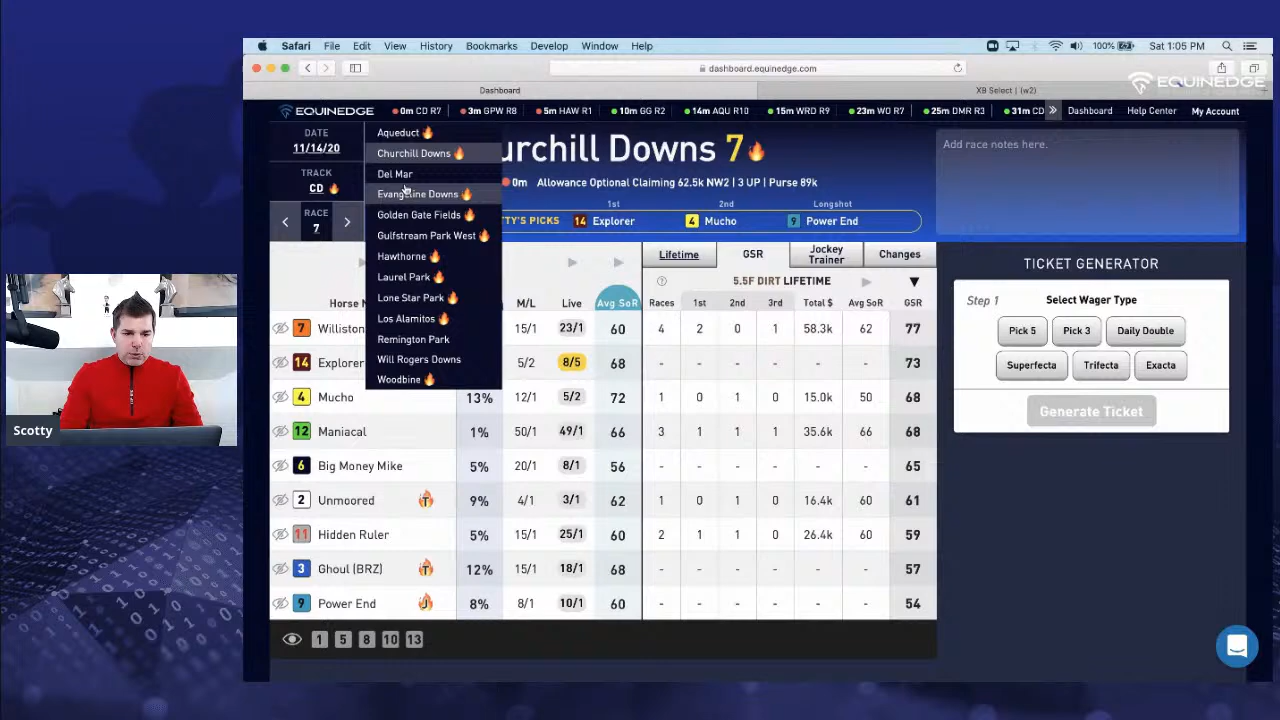 Safari File Edit View History Bookmarks Develop Window Help 100% Sat 1:05 PM
dashboard.equinedge.com
EQUINEDGE
Dashboard XB Select | (w2)
EQUINEDGE 0m CD R7 3m GPW R8 5m HAW R1 10m GG R2 14m AQU R10 15m WRD R9 23m WO R7 25m DMR R3 31m CD Dashboard Help Center My Account
DATE
11/14/20
TRACK
CD
RACE
7
Aqueduct
Churchill Downs
Del Mar
Evangeline Downs
Golden Gate Fields
Gulfstream Park West
Hawthorne
Laurel Park
Lone Star Park
Los Alamitos
Remington Park
Will Rogers Downs
Woodbine
urchill Downs 7
0m Allowance Optional Claiming 62.5k NW2 | 3 UP | Purse 89k
1st 2nd Longshot
TTY'S PICKS 14 Explorer 4 Mucho 9 Power End
Add race notes here.
Lifetime GSR Jockey Trainer Changes
5.5F DIRT LIFETIME
Horse N M/L Live Avg SoR Races 1st 2nd 3rd Total $ Avg SoR GSR
7 Williston 15/1 23/1 60 4 2 0 1 58.3k 62 77
14 Explorer 5/2 8/5 68 - - - - - - 73
4 Mucho 13% 12/1 5/2 72 1 0 1 0 15.0k 50 68
12 Maniacal 1% 50/1 49/1 66 3 1 1 1 35.6k 66 68
6 Big Money Mike 5% 20/1 8/1 56 - - - - - - 65
2 Unmoored T 9% 4/1 3/1 62 1 0 1 0 16.4k 60 61
11 Hidden Ruler 5% 15/1 25/1 60 2 1 1 0 26.4k 60 59
3 Ghoul (BRZ) T 12% 15/1 18/1 68 - - - - - - 57
9 Power End J 8% 8/1 10/1 60 - - - - - - 54
1 5 8 10 13
TICKET GENERATOR
Step 1 Select Wager Type
Pick 5 Pick 3 Daily Double
Superfecta Trifecta Exacta
Generate Ticket
Scotty